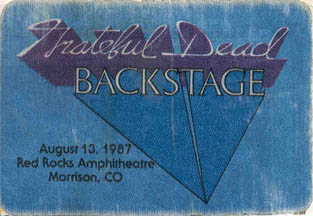 Grateful Dead
BACKSTAGE
August 13, 1987
Red Rocks Amphitheatre
Morrison, CO